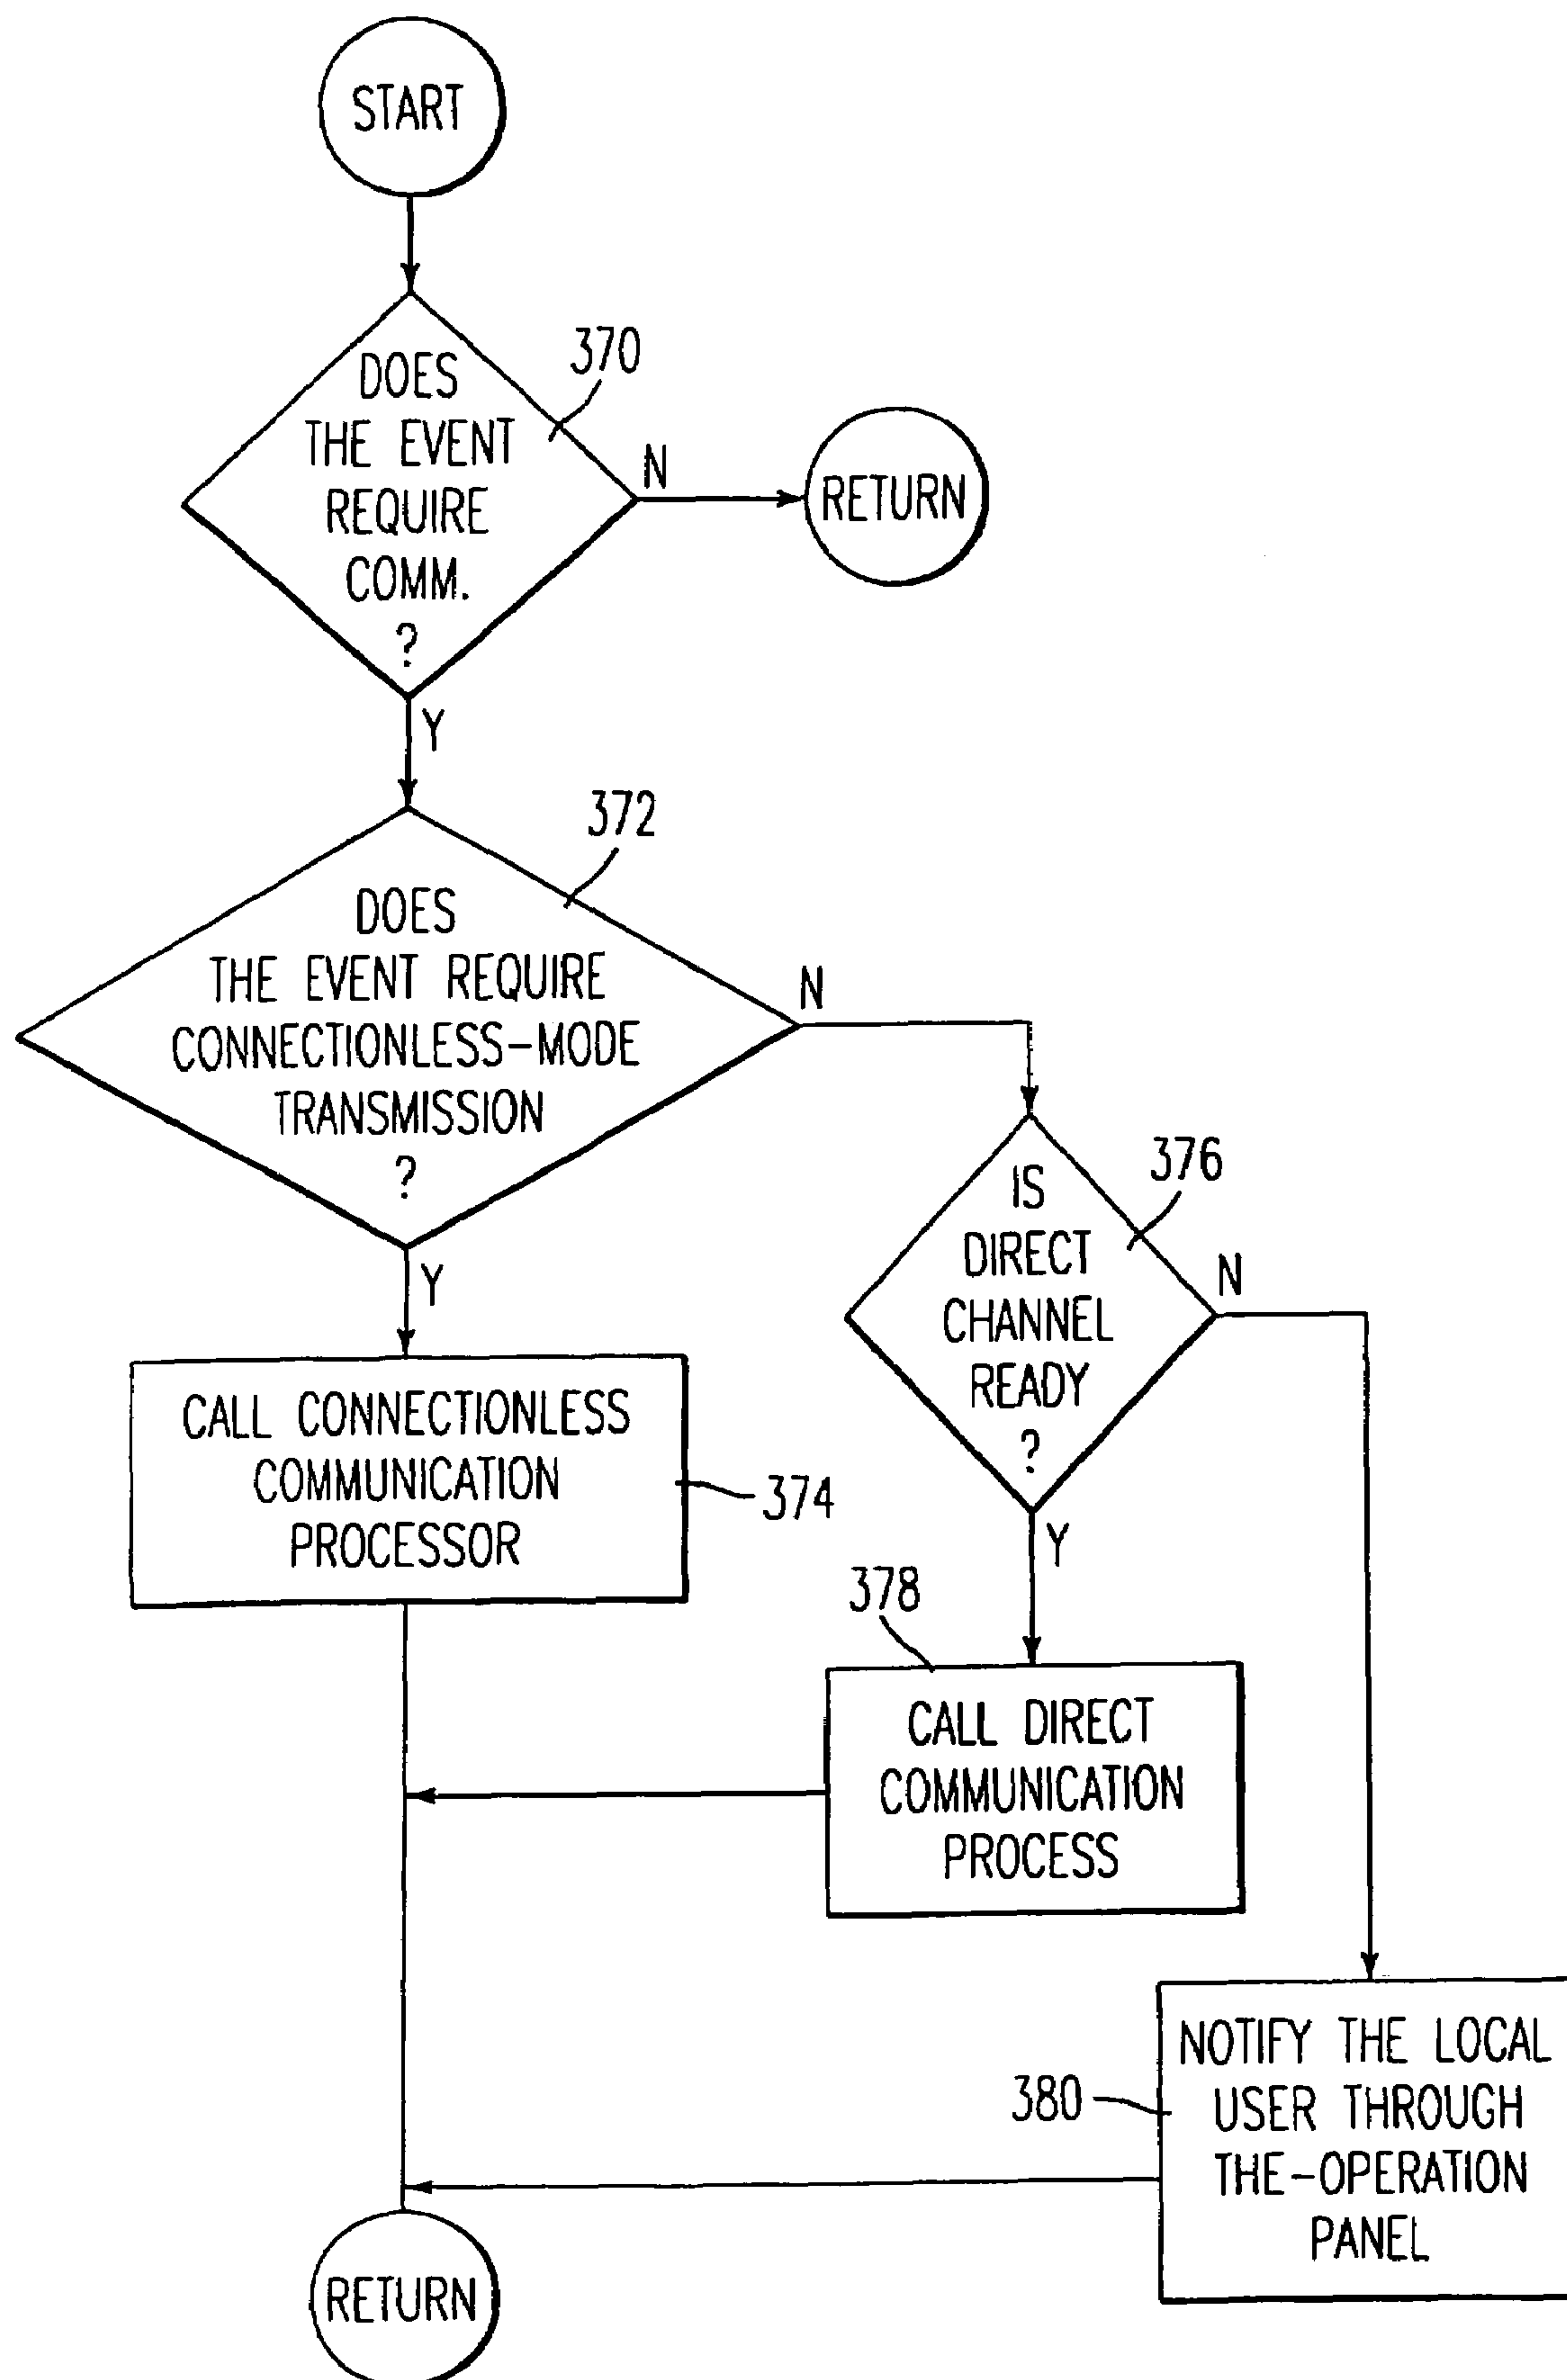 START
370
DOES
THE EVENT
REQUIRE
COMM.
?
N
RETURN
Y
372
DOES
THE EVENT REQUIRE
CONNECTIONLESS-MODE
TRANSMISSION
?
N
Y
376
IS
DIRECT
CHANNEL
READY
?
N
Y
CALL CONNECTIONLESS
COMMUNICATION
PROCESSOR
374
378
CALL DIRECT
COMMUNICATION
PROCESS
NOTIFY THE LOCAL
USER THROUGH
THE-OPERATION
PANEL
380
RETURN